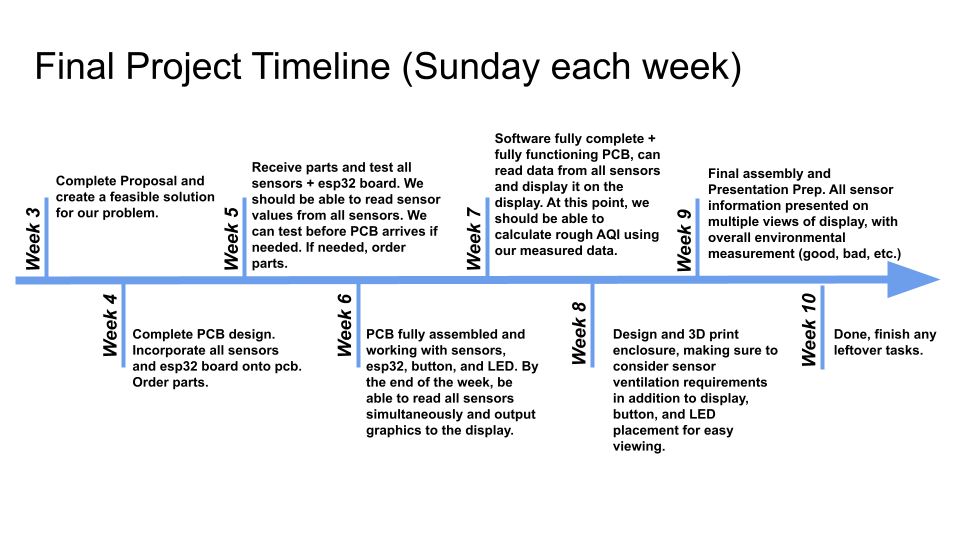 Final Project Timeline (Sunday each week)
Week 3
Complete Proposal and
create a feasible solution
for our problem.
Week 4
Complete PCB design.
Incorporate all sensors
and esp32 board onto pcb.
Order parts.
Week 5
Receive parts and test all
sensors + esp32 board. We
should be able to read sensor
values from all sensors. We
can test before PCB arrives if
needed. If needed, order
parts.
Week 6
PCB fully assembled and
working with sensors,
esp32, button, and LED. By
the end of the week, be
able to read all sensors
simultaneously and output
graphics to the display.
Week 7
Software fully complete +
fully functioning PCB, can
read data from all sensors
and display it on the
display. At this point, we
should be able to
calculate rough AQI using
our measured data.
Week 8
Design and 3D print
enclosure, making sure to
consider sensor
ventilation requirements
in addition to display,
button, and LED
placement for easy
viewing.
Week 9
Final assembly and
Presentation Prep. All sensor
information presented on
multiple views of display, with
overall environmental
measurement (good, bad, etc.)
Week 10
Done, finish any
leftover tasks.